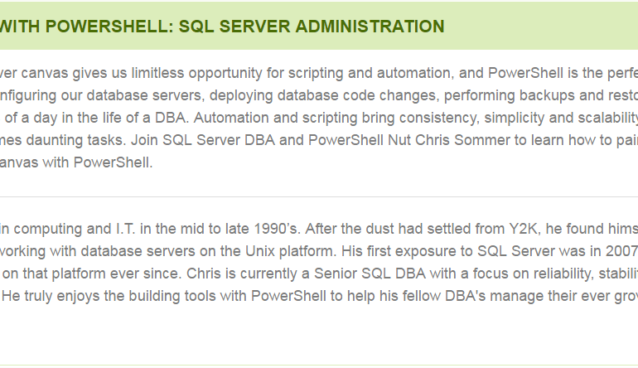 WITH POWERSHELL: SQL SERVER ADMINISTRATION
ver canvas gives us limitless opportunity for scripting and automation, and PowerShell is the perfe
nfiguring our database servers, deploying database code changes, performing backups and resto
of a day in the life of a DBA. Automation and scripting bring consistency, simplicity and scalability
mes daunting tasks. Join SQL Server DBA and PowerShell Nut Chris Sommer to learn how to pain
anvas with PowerShell.
in computing and I.T. in the mid to late 1990's. After the dust had settled from Y2K, he found hims
working with database servers on the Unix platform. His first exposure to SQL Server was in 2007
on that platform ever since. Chris is currently a Senior SQL DBA with a focus on reliability, stabilit
He truly enjoys the building tools with PowerShell to help his fellow DBA's manage their ever grov